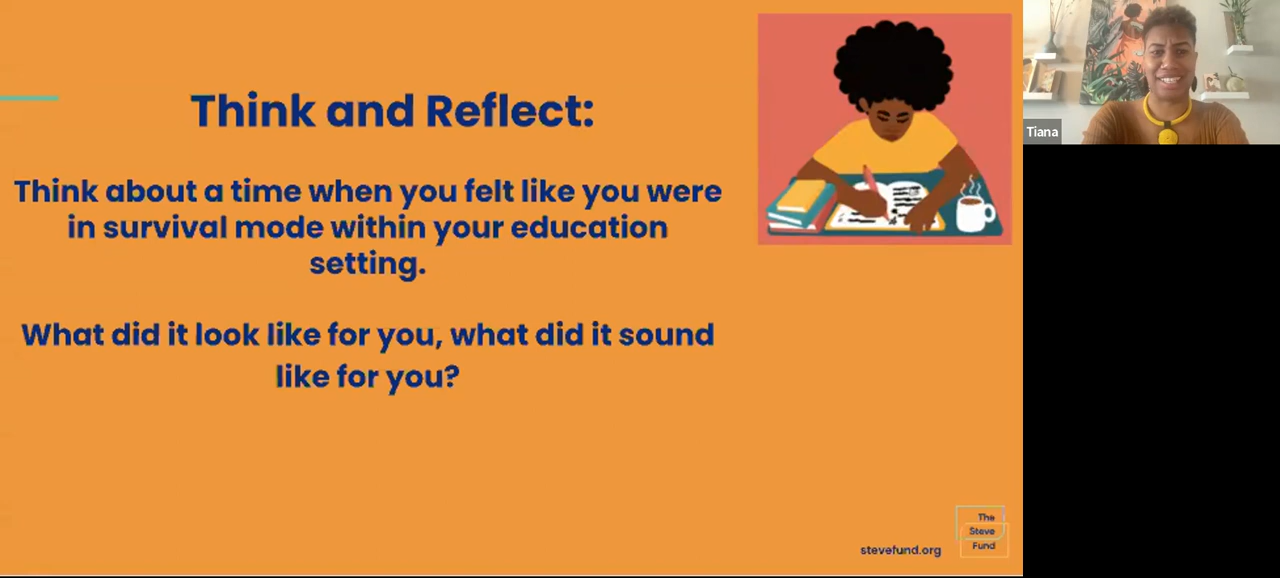 Think and Reflect:
Think about a time when you felt like you were
in survival mode within your education
setting.
What did it look like for you, what did it sound
like for you?
Tiana
stevefund.org
The
Steve
Fund